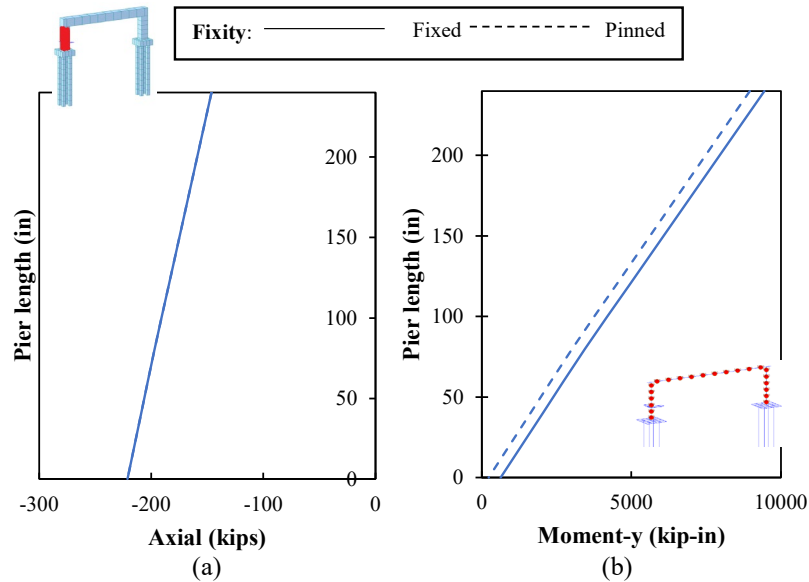 Fixity: Fixed Pinned
200
150
100
50
0
Pier length (in)
-300 -200 -100 0
Axial (kips)
(a)
200
150
100
50
0
Pier length (in)
0 5000 10000
Moment-y (kip-in)
(b)